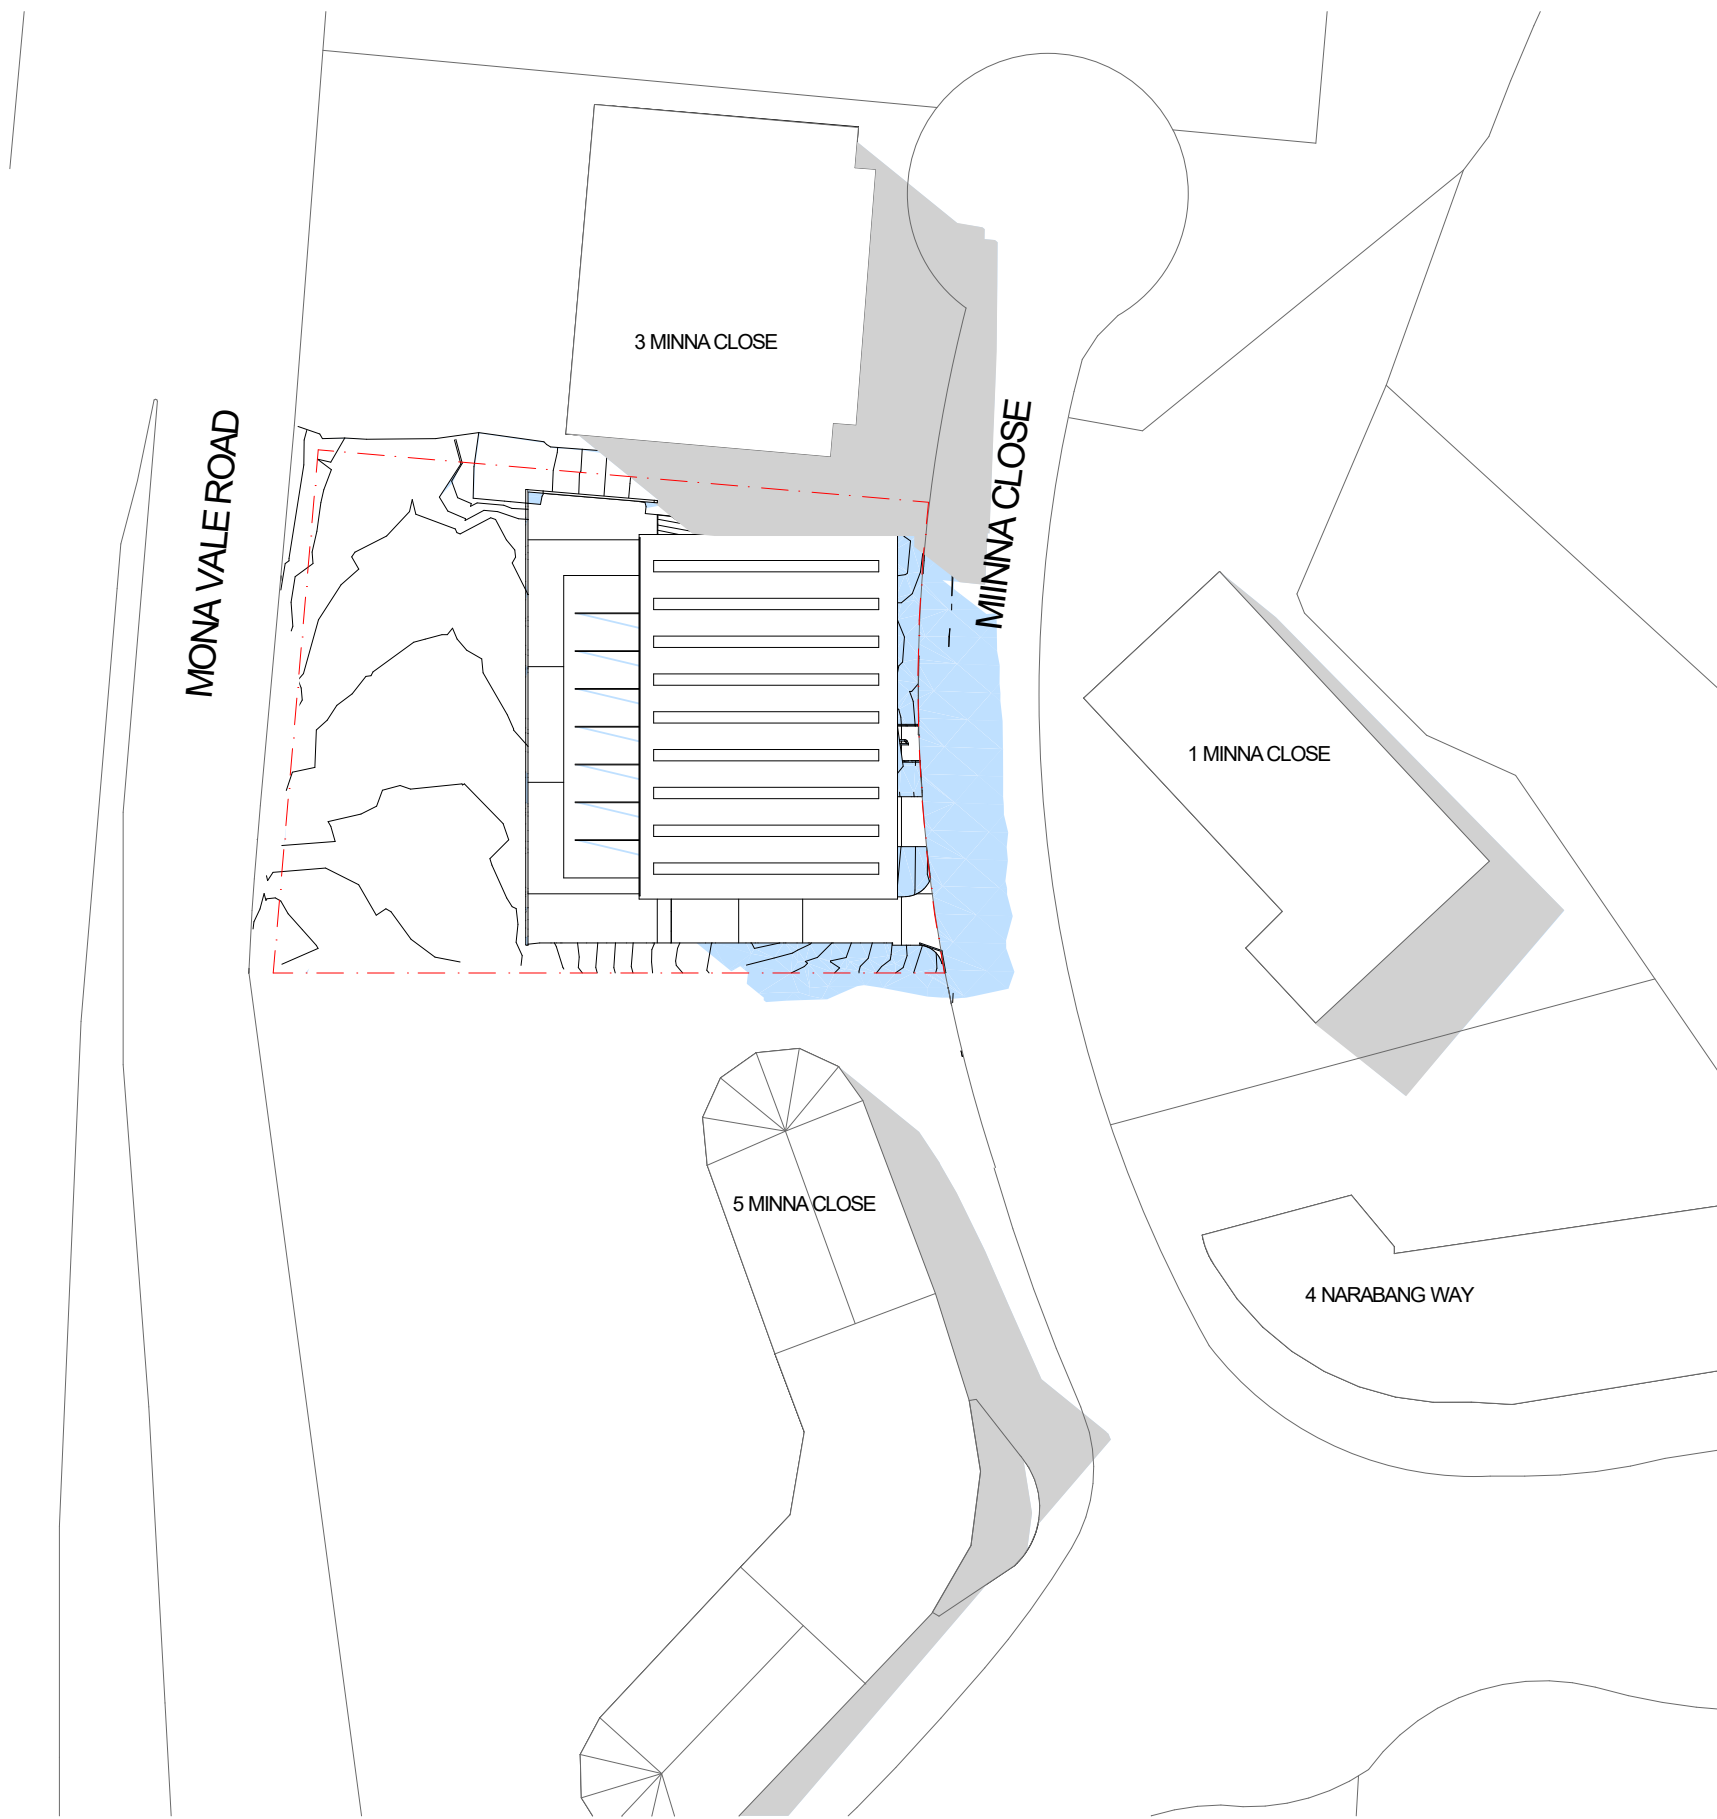 3 MINNA CLOSE
MONA VALE ROAD
MIINNA CLOSE
1 MINNA CLOSE
5 MINNA CLOSE
4 NARABANG WAY